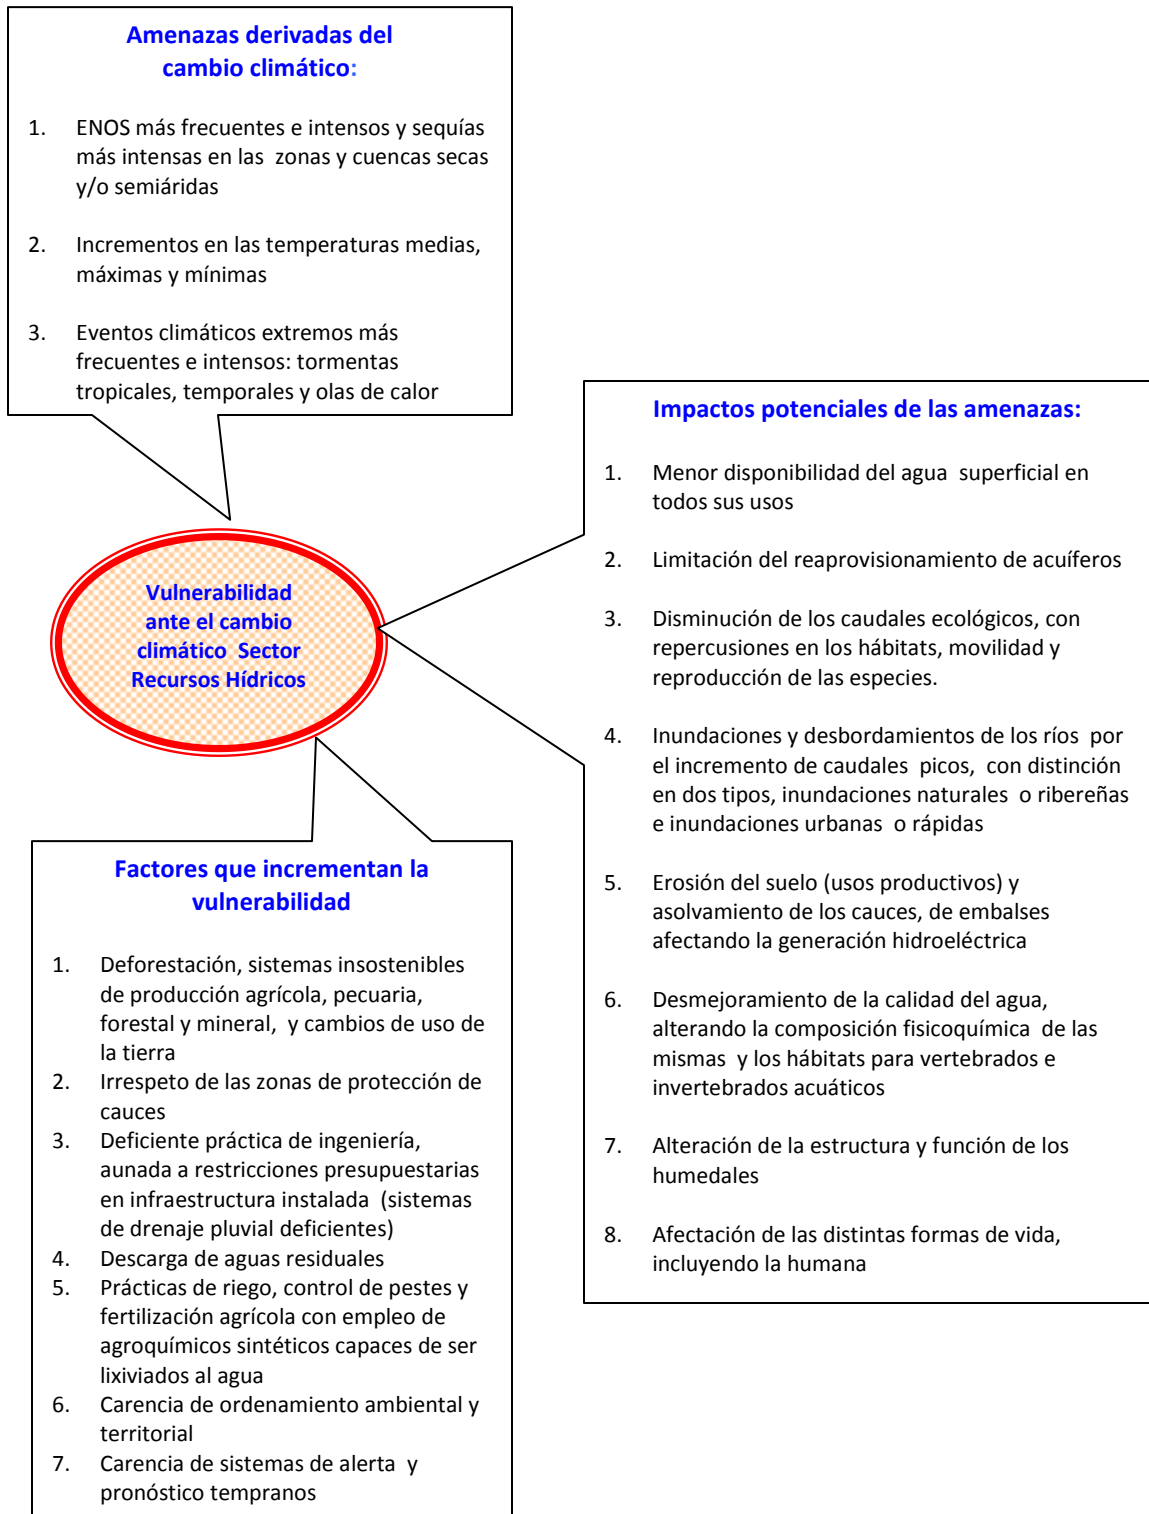 Amenazas derivadas del
cambio climático:
1. ENOS más frecuentes e intensos y sequías
más intensas en las zonas y cuencas secas
y/o semiáridas
2. Incrementos en las temperaturas medias,
máximas y mínimas
3. Eventos climáticos extremos más
frecuentes e intensos: tormentas
tropicales, temporales y olas de calor
Vulnerabilidad
ante el cambio
climático Sector
Recursos Hídricos
Impactos potenciales de las amenazas:
1. Menor disponibilidad del agua superficial en
todos sus usos
2. Limitación del reaprovisionamiento de acuíferos
3. Disminución de los caudales ecológicos, con
repercusiones en los hábitats, movilidad y
reproducción de las especies.
4. Inundaciones y desbordamientos de los ríos por
el incremento de caudales picos, con distinción
en dos tipos, inundaciones naturales o ribereñas
e inundaciones urbanas o rápidas
5. Erosión del suelo (usos productivos) y
asolvamiento de los cauces, de embalses
afectando la generación hidroeléctrica
6. Desmejoramiento de la calidad del agua,
alterando la composición fisicoquímica de las
mismas y los hábitats para vertebrados e
invertebrados acuáticos
7. Alteración de la estructura y función de los
humedales
8. Afectación de las distintas formas de vida,
incluyendo la humana
Factores que incrementan la
vulnerabilidad
1. Deforestación, sistemas insostenibles
de producción agrícola, pecuaria,
forestal y mineral, y cambios de uso de
la tierra
2. Irrespeto de las zonas de protección de
cauces
3. Deficiente práctica de ingeniería,
aunada a restricciones presupuestarias
en infraestructura instalada (sistemas
de drenaje pluvial deficientes)
4. Descarga de aguas residuales
5. Prácticas de riego, control de pestes y
fertilización agrícola con empleo de
agroquímicos sintéticos capaces de ser
lixiviados al agua
6. Carencia de ordenamiento ambiental y
territorial
7. Carencia de sistemas de alerta y
pronóstico tempranos